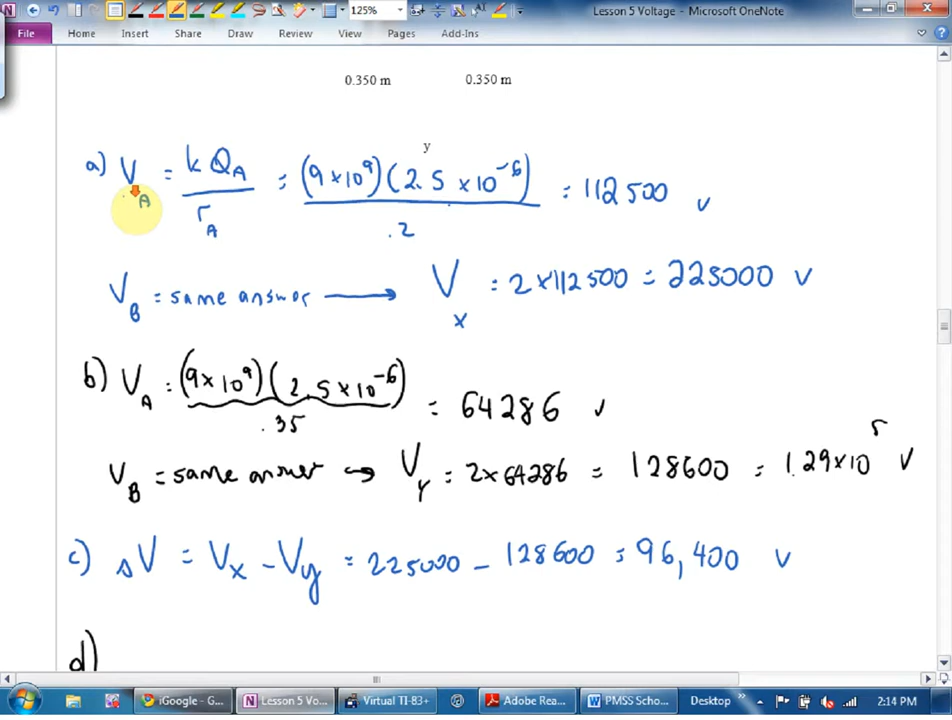 125%
Lesson 5 Voltage - Microsoft OneNote
File Home Insert Share Draw Review View Pages Add-Ins
0.350 m 0.350 m
y
a) V_A = kQ_A / r_A = (9×10^9)(2.5×10^-6) / .2 = 112500 v
V_B = same answer → V_x = 2×112500 = 225000 v
b) V_A = (9×10^9)(2.5×10^-6) / .35 = 64286 v
V_B = same answer → V_y = 2×64286 = 128600 = 1.29×10^5 V
c) ΔV = V_x - V_y = 225000 - 128600 = 96,400 v
d)
iGoogle - G... Lesson 5 Vo... Virtual TI-83+ Adobe Rea... PMSS Scho... Desktop » 2:14 PM